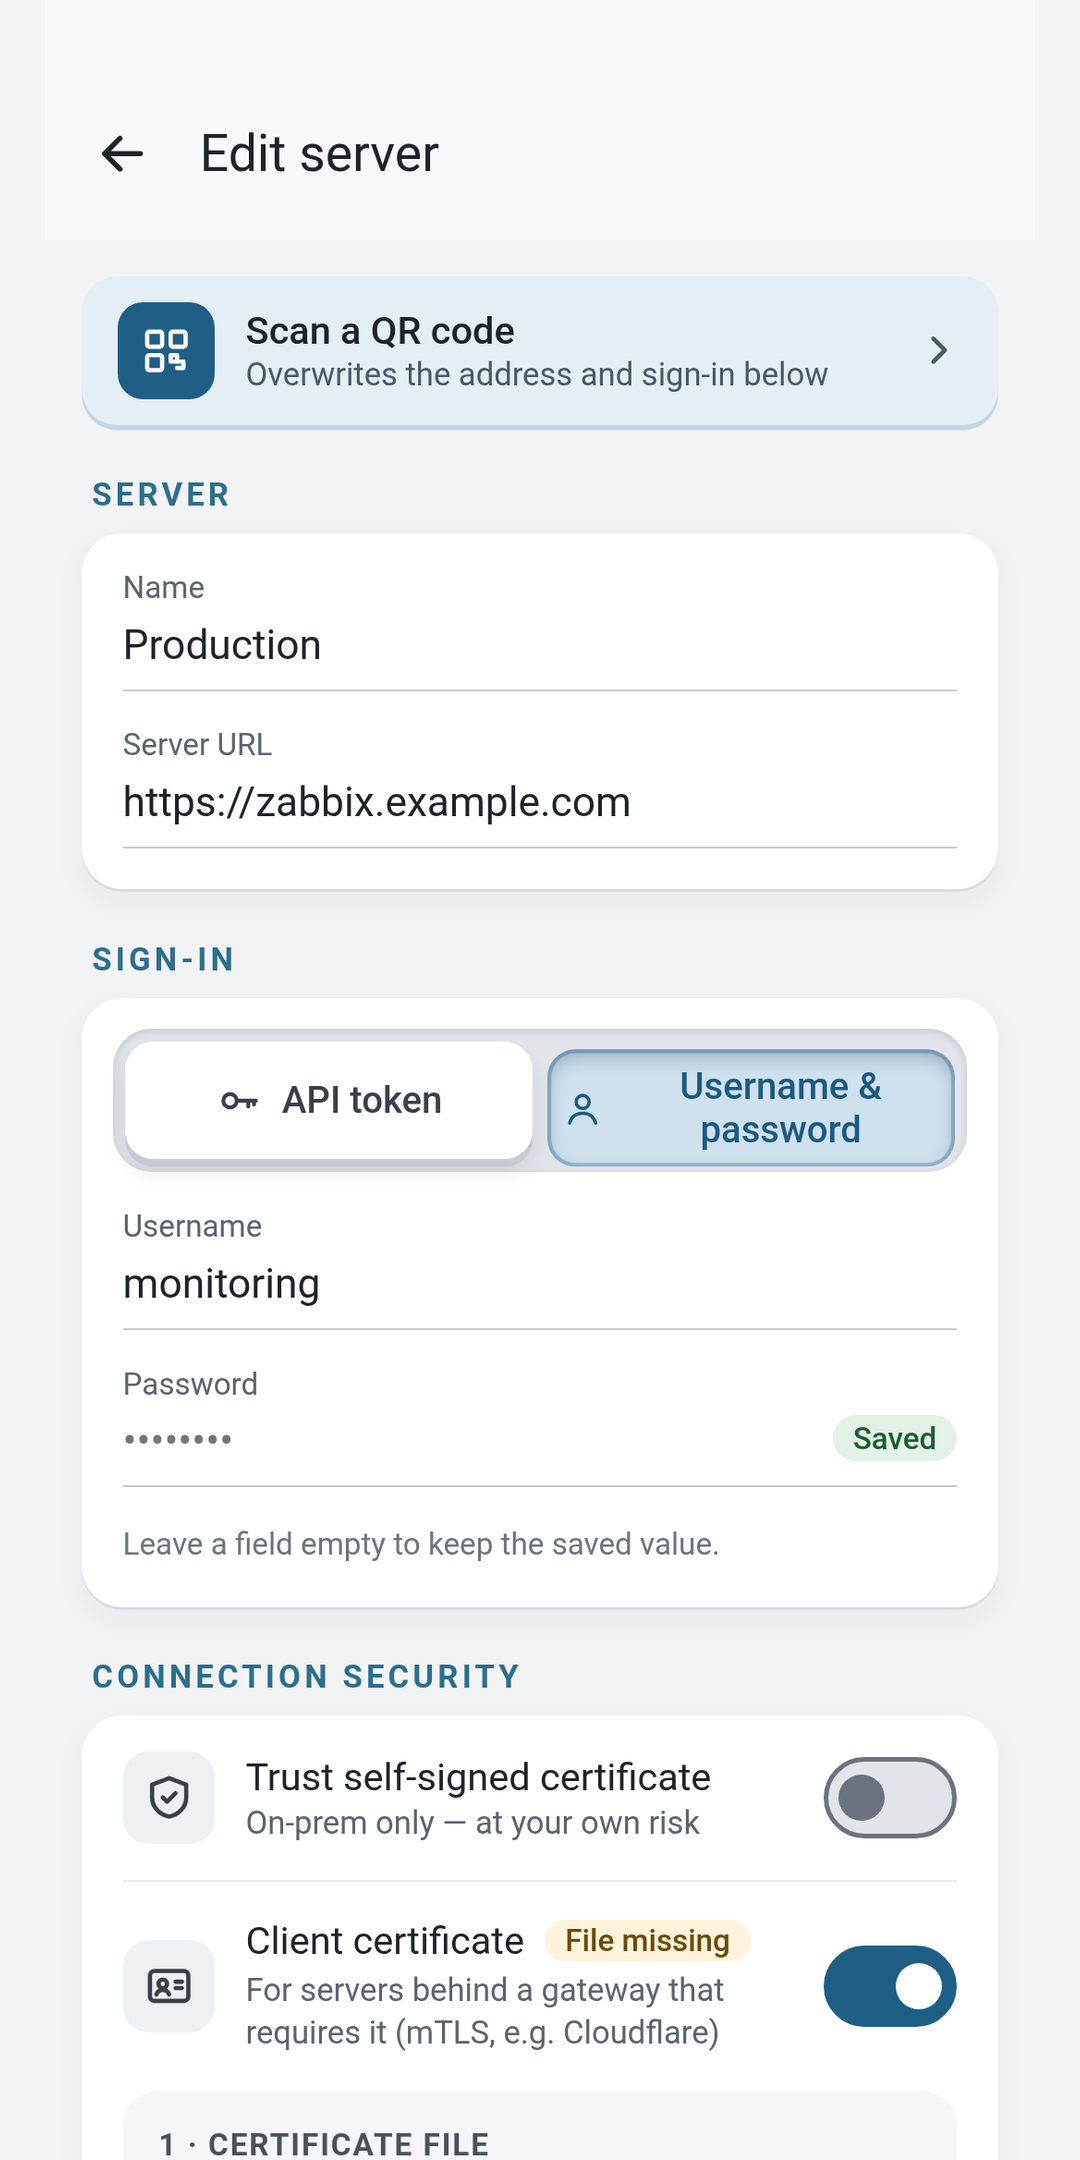 Edit server
Scan a QR code
Overwrites the address and sign-in below
SERVER
Name
Production
Server URL
https://zabbix.example.com
SIGN-IN
API token
Username &
password
Username
monitoring
Password
••••••••
Saved
Leave a field empty to keep the saved value.
CONNECTION SECURITY
Trust self-signed certificate
On-prem only — at your own risk
Client certificate
File missing
For servers behind a gateway that
requires it (mTLS, e.g. Cloudflare)
1 · CERTIFICATE FILE